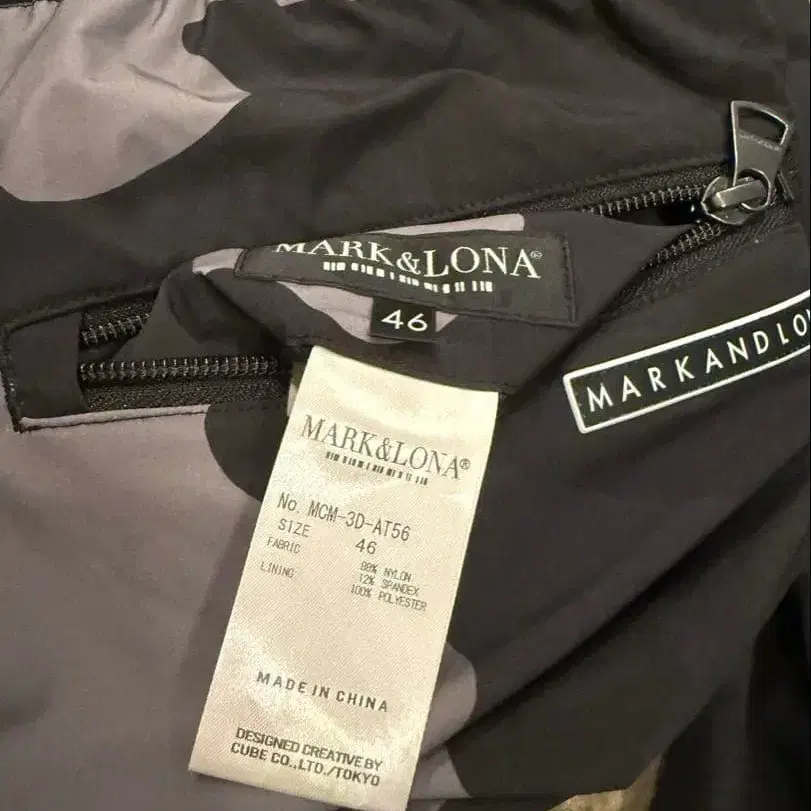 MARK&LONA®
46
MARKANDLO
MARK&LONA®
No. MCM-3D-AT56
SIZE 46
FABRIC 88% NYLON
12% SPANDEX
LINING 100% POLYESTER
MADE IN CHINA
DESIGNED CREATIVE BY
CUBE CO.,LTD./TOKYO